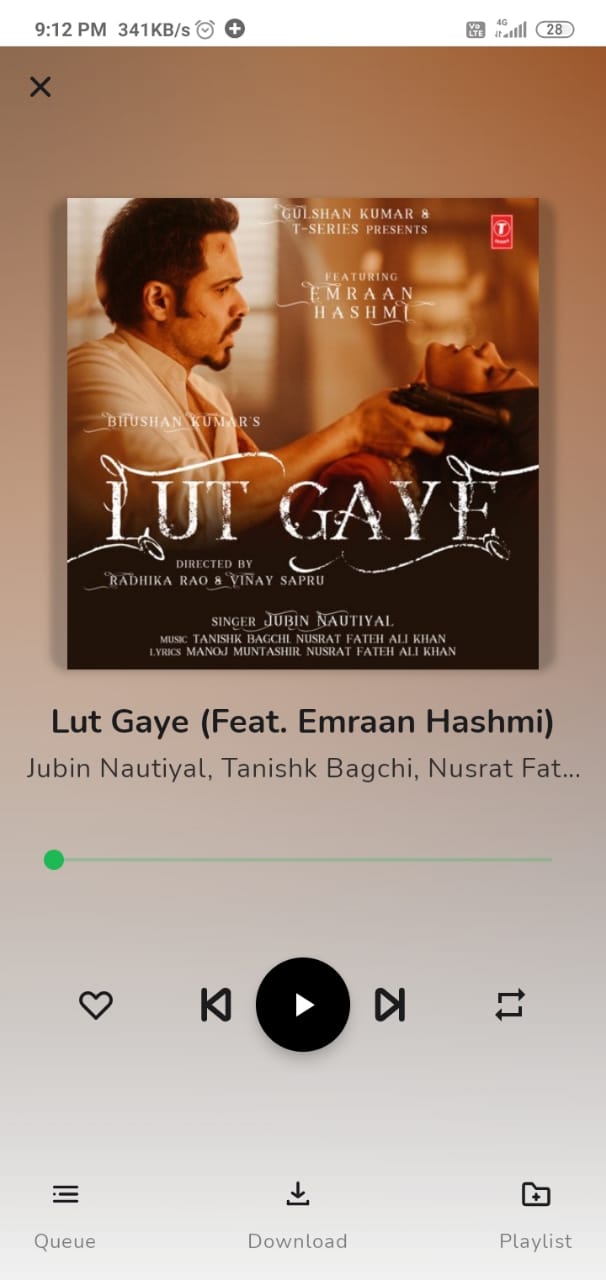 9:12 PM 341KB/s Vo LTE 4G 28
GULSHAN KUMAR &
T-SERIES PRESENTS
T
SERIES
FEATURING
EMRAAN
HASHMI
BHUSHAN KUMAR'S
LUT GAYE
DIRECTED BY
RADHIKA RAO & VINAY SAPRU
SINGER JUBIN NAUTIYAL
MUSIC TANISHK BAGCHI, NUSRAT FATEH ALI KHAN
LYRICS MANOJ MUNTASHIR, NUSRAT FATEH ALI KHAN
Lut Gaye (Feat. Emraan Hashmi)
Jubin Nautiyal, Tanishk Bagchi, Nusrat Fat...
Queue Download Playlist